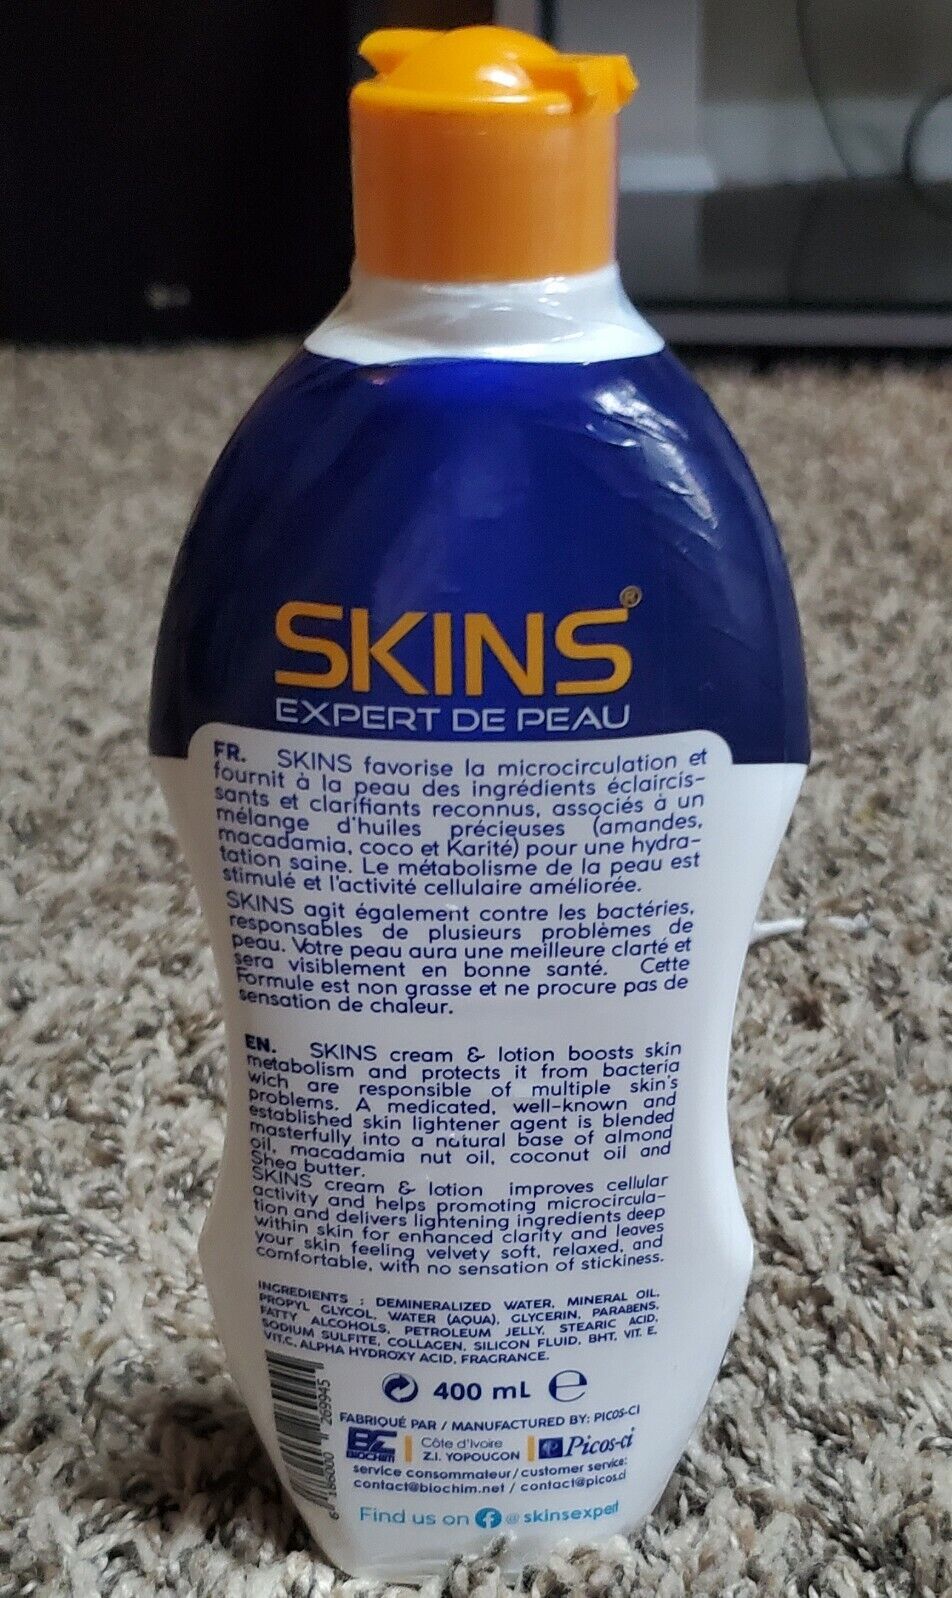 SKINS®
EXPERT DE PEAU
FR. SKINS favorise la microcirculation et
fournit à la peau des ingrédients éclaircis-
sants et clarifiants reconnus, associés à un
mélange d'huiles précieuses (amandes,
macadamia, coco et Karité) pour une hydra-
tation saine. Le métabolisme de la peau est
stimulé et l'activité cellulaire améliorée.
SKINS agit également contre les bactéries,
responsables de plusieurs problèmes de
peau. Votre peau aura une meilleure clarté et
sera visiblement en bonne santé. Cette
Formule est non grasse et ne procure pas de
sensation de chaleur.
EN. SKINS cream & lotion boosts skin
metabolism and protects it from bacteria
wich are responsible of multiple skin's
problems. A medicated, well-known and
established skin lightener agent is blended
masterfully into a natural base of almond
oil, macadamia nut oil, coconut oil and
Shea butter.
SKINS cream & lotion improves cellular
activity and helps promoting microcircula-
tion and delivers lightening ingredients deep
within skin for enhanced clarity and leaves
your skin feeling velvety soft, relaxed, and
comfortable, with no sensation of stickiness.
INGREDIENTS : DEMINERALIZED WATER, MINERAL OIL,
PROPYL GLYCOL, WATER (AQUA), GLYCERIN, PARABENS,
FATTY ALCOHOLS, PETROLEUM JELLY, STEARIC ACID,
SODIUM SULFITE, COLLAGEN, SILICON FLUID, BHT, VIT. E,
VIT.C, ALPHA HYDROXY ACID, FRAGRANCE.
400 mL e
FABRIQUÉ PAR / MANUFACTURED BY: PICOS-CI
BC BIOCHIM
Côte d'Ivoire
Z.I. YOPOUGON
Picos-ci
service consommateur/customer service:
contact@biochim.net / contact@picos.ci
Find us on @skinsexpert
6 186000 269945